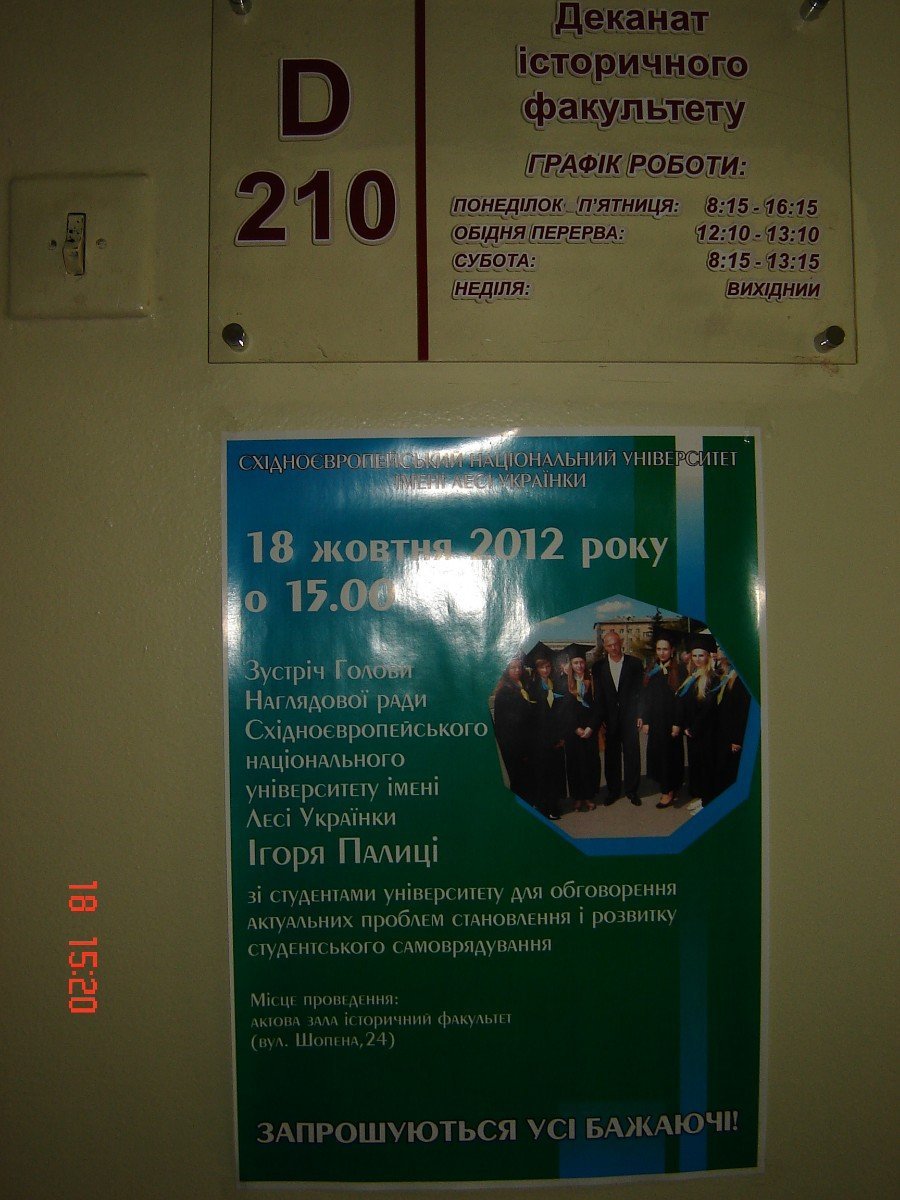 D
210
Деканат
історичного
факультету
ГРАФІК РОБОТИ:
ПОНЕДІЛОК_П'ЯТНИЦЯ: 8:15 - 16:15
ОБІДНЯ ПЕРЕРВА: 12:10 - 13:10
СУБОТА: 8:15 - 13:15
НЕДІЛЯ: ВИХІДНИЙ
СХІДНОЄВРОПЕЙСЬКИЙ НАЦІОНАЛЬНИЙ УНІВЕРСИТЕТ
ІМЕНІ ЛЕСІ УКРАЇНКИ
18 жовтня 2012 року
о 15.00
Зустріч Голови
Наглядової ради
Східноєвропейського
національного
університету імені
Лесі Українки
Ігоря Палиці
зі студентами університету для обговорення
актуальних проблем становлення і розвитку
студентського самоврядування
Місце проведення:
актова зала історичний факультет
(вул. Шопена,24)
ЗАПРОШУЮТЬСЯ УСІ БАЖАЮЧІ!
18 15:20